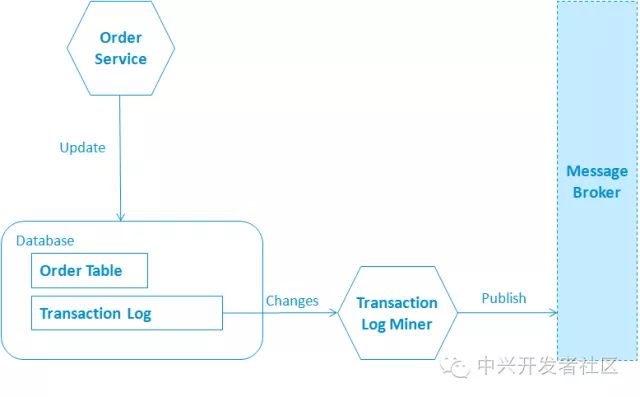 Order
Service
Update
Message
Broker
Database
Order Table
Transaction Log
Changes
Transaction
Log Miner
Publish
中兴开发者社区